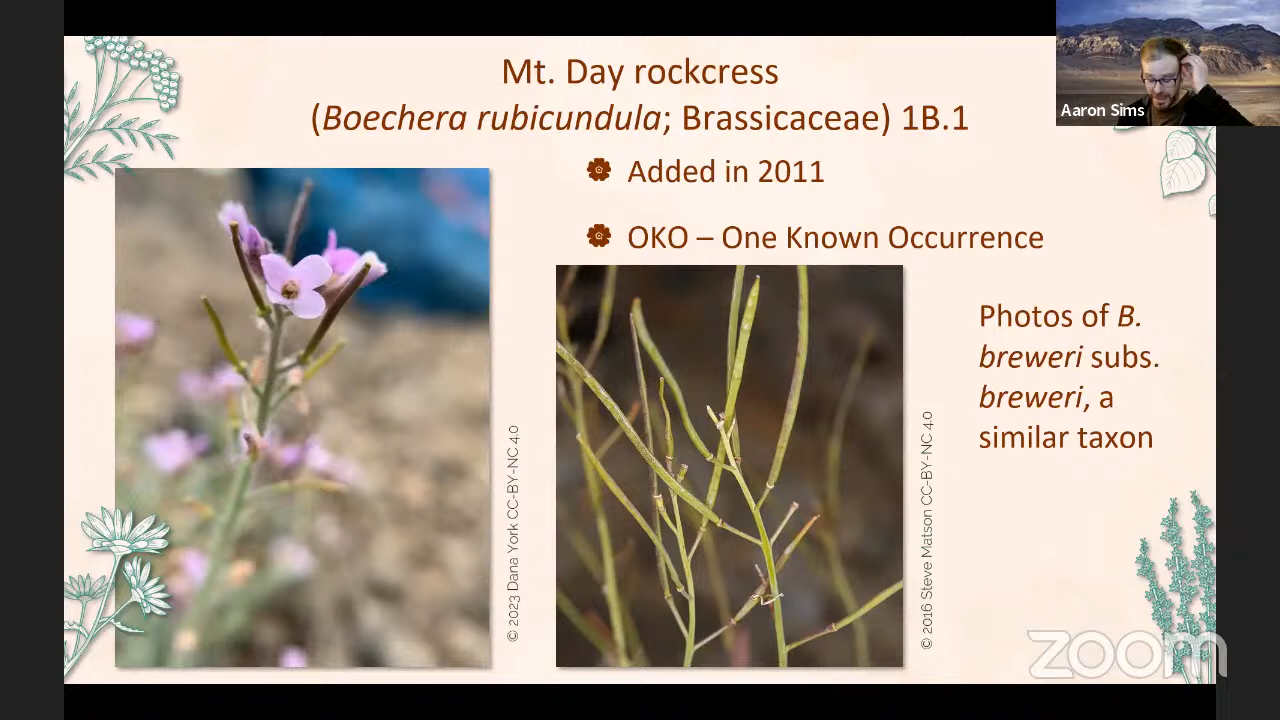 Mt. Day rockcress
(Boechera rubicundula; Brassicaceae) 1B.1
Aaron Sims
Added in 2011
OKO – One Known Occurrence
Photos of B.
breweri subs.
breweri, a
similar taxon
© 2023 Dana York CC-BY-NC 4.0
© 2016 Steve Matson CC-BY-NC 4.0
zoom